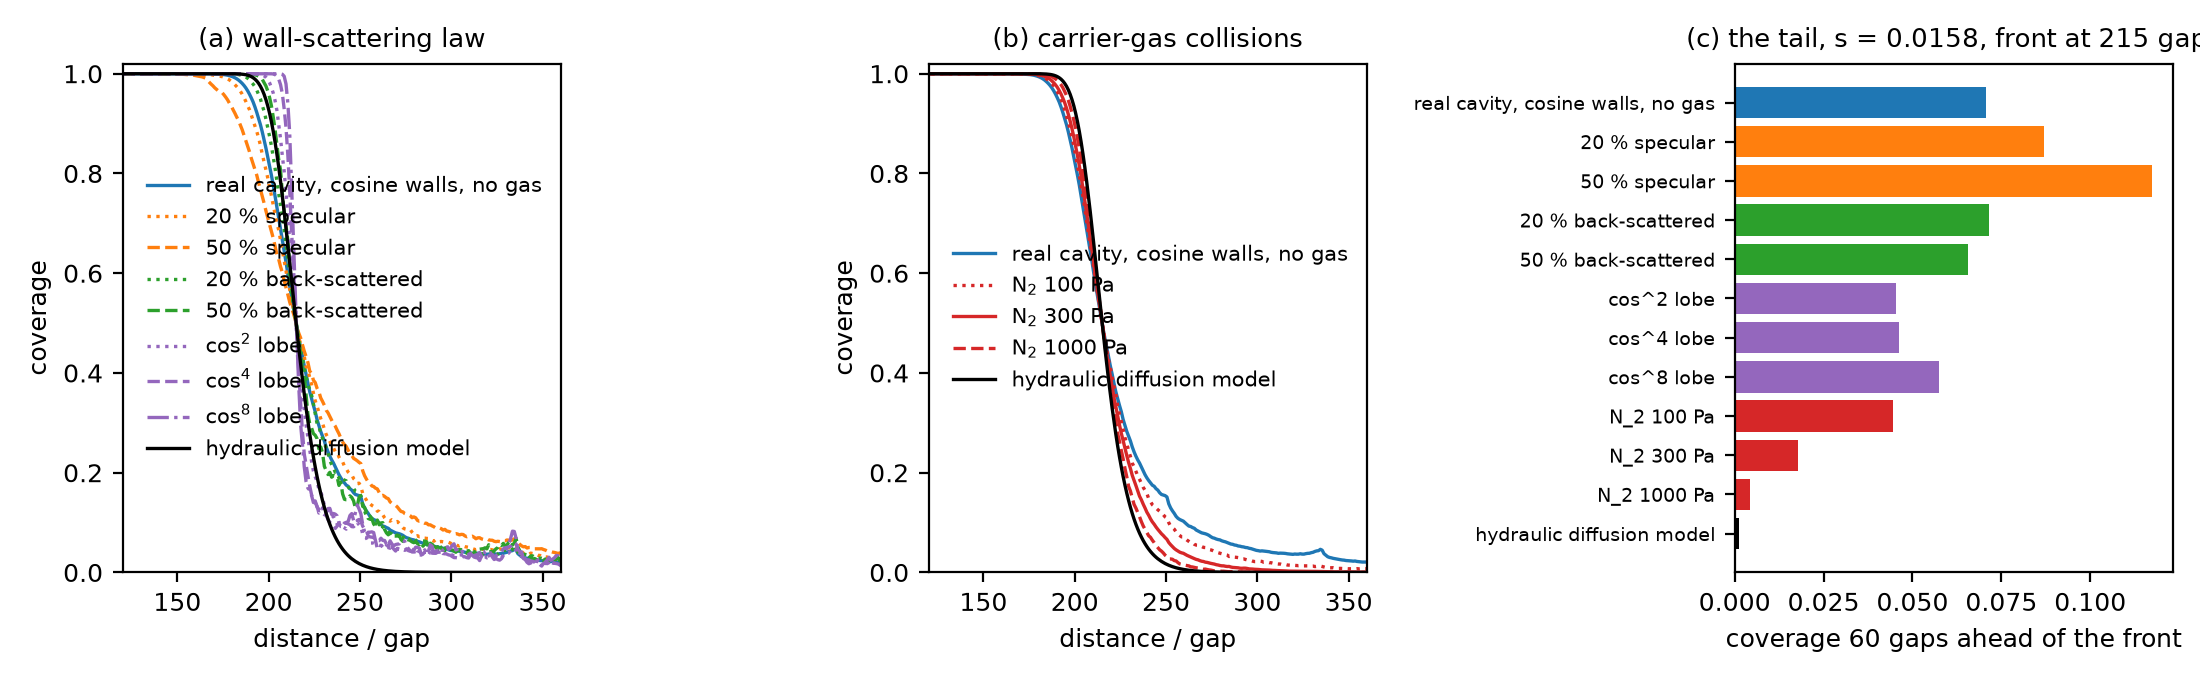 (a) wall-scattering law
1.0
0.8
0.6
0.4
0.2
0.0
coverage
real cavity, cosine walls, no gas
20 % specular
50 % specular
20 % back-scattered
50 % back-scattered
cos² lobe
cos⁴ lobe
cos⁸ lobe
hydraulic diffusion model
150 200 250 300 350
distance / gap
(b) carrier-gas collisions
1.0
0.8
0.6
0.4
0.2
0.0
coverage
real cavity, cosine walls, no gas
N₂ 100 Pa
N₂ 300 Pa
N₂ 1000 Pa
hydraulic diffusion model
150 200 250 300 350
distance / gap
(c) the tail, s = 0.0158, front at 215 gap
real cavity, cosine walls, no gas
20 % specular
50 % specular
20 % back-scattered
50 % back-scattered
cos^2 lobe
cos^4 lobe
cos^8 lobe
N_2 100 Pa
N_2 300 Pa
N_2 1000 Pa
hydraulic diffusion model
0.000 0.025 0.050 0.075 0.100
coverage 60 gaps ahead of the front